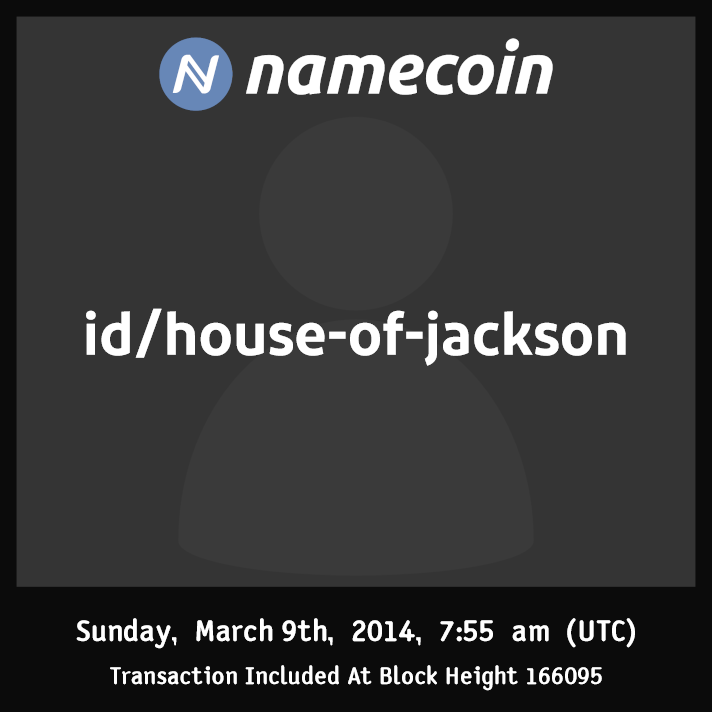 namecoin
id/house-of-jackson
Sunday, March 9th, 2014, 7:55 am (UTC)
Transaction Included At Block Height 166095